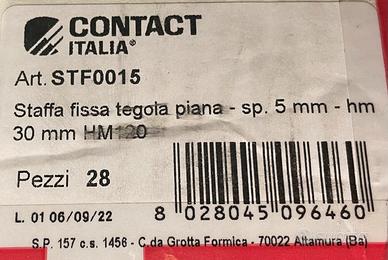 CONTACT
ITALIA®
Art. STF0015
Staffa fissa tegola piana - sp. 5 mm - hm
30 mm HM120
Pezzi 28
L. 01 06/09/22
8 028045 096460
S.P. 157 c.s. 1456 - C.da Grotta Formica - 70022 Altamura (Ba)